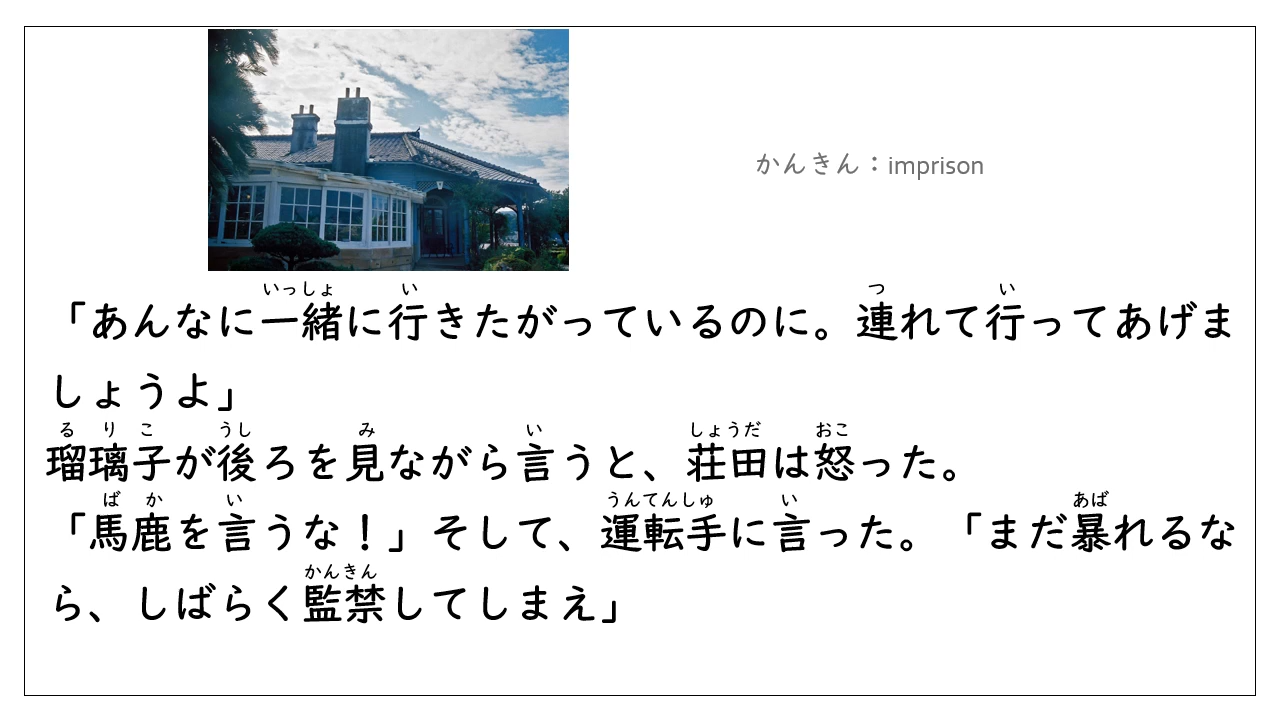 かんきん：imprison
「あんなに一緒に行きたがっているのに。連れて行ってあげま
しょうよ」
瑠璃子が後ろを見ながら言うと、荘田は怒った。
「馬鹿を言うな！」そして、運転手に言った。「まだ暴れるな
ら、しばらく監禁してしまえ」